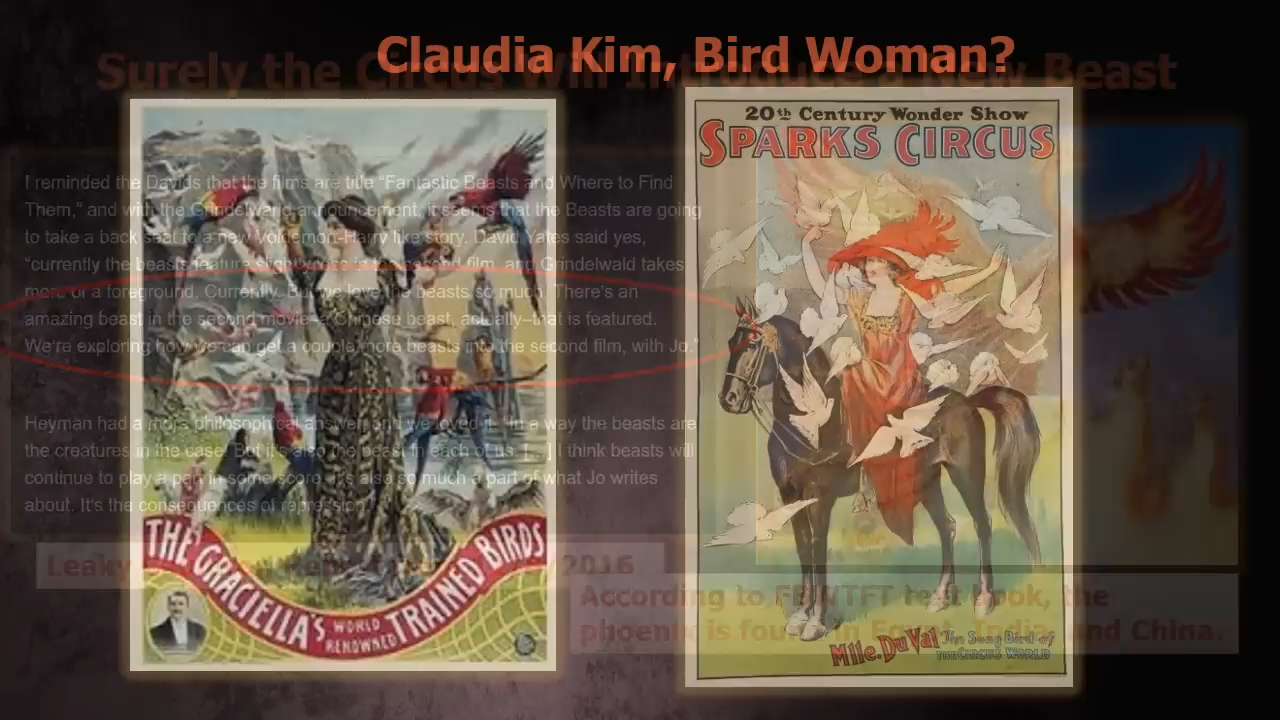 Claudia Kim, Bird Woman?
Surely the Circus Will Introduce a New Beast
20th Century Wonder Show
SPARKS CIRCUS
I reminded the Davids that the films are title “Fantastic Beasts and Where to Find
Them,” and with the Grindelwald announcement, it seems that the Beasts are going
to take a back seat to a new Voldemort-Harry like story. David Yates said yes,
“currently the beasts feature slightly less in the second film, and Grindelwald takes
more of a foreground. Currently. But we love the beasts so much. There's an
amazing beast in the second movie–a Chinese beast, actually–that is featured.
We're exploring how we can get a couple more beasts into the second film, with Jo.”
Heyman had a more philosophical answer, and we loved it. “In a way the beasts are
the creatures in the case. But it's also the beast in each of us. [...] I think beasts will
continue to play a part in some score. It's also so much a part of what Jo writes
about. It's the consequences of repression.”
THE GRACIELLA'S WORLD RENOWNED TRAINED BIRDS
Leaky 2016
According to FBWTFT text book, the
phoenix is found in Egypt, India, and China.
Mlle. Du Val The Song Bird of
THE CIRCUS WORLD